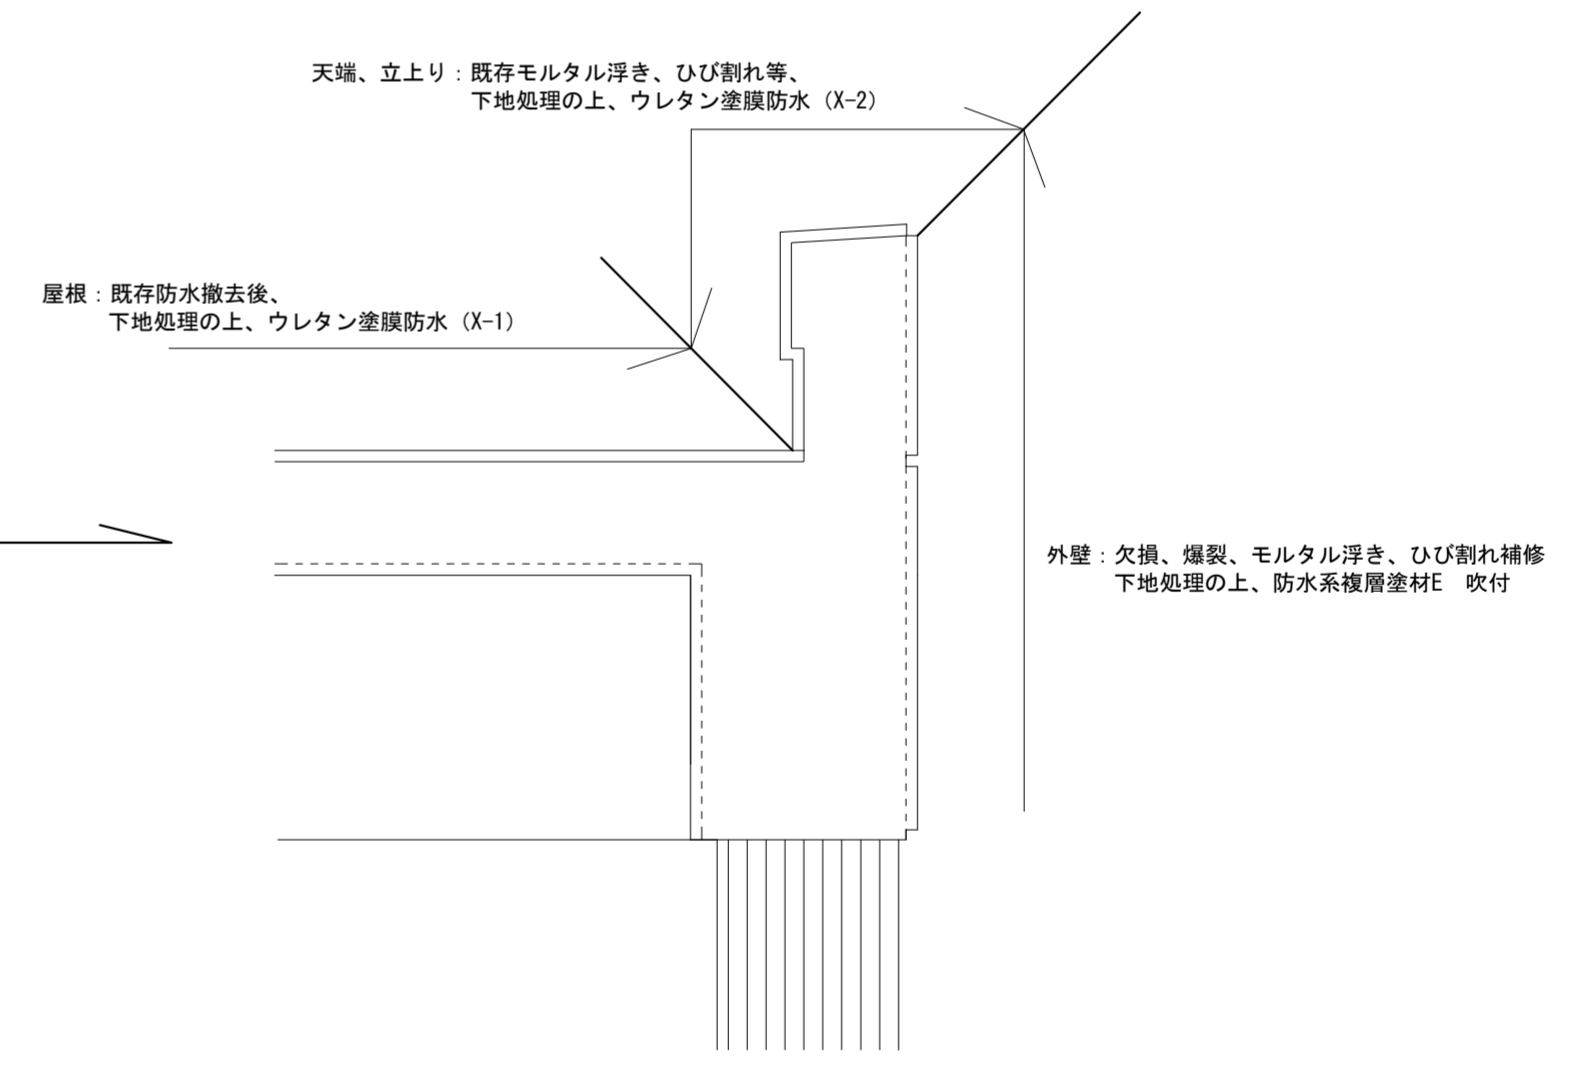 天端、立上り：既存モルタル浮き、ひび割れ等、
下地処理の上、ウレタン塗膜防水（X-2）
屋根：既存防水撤去後、
下地処理の上、ウレタン塗膜防水（X-1）
外壁：欠損、爆裂、モルタル浮き、ひび割れ補修
下地処理の上、防水系複層塗材E　吹付